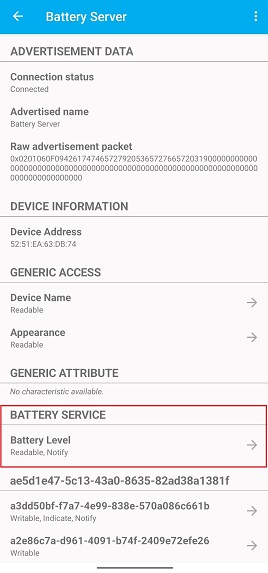 Battery Server
ADVERTISEMENT DATA
Connection status
Connected
Advertised name
Battery Server
Raw advertisement packet
DEVICE INFORMATION
Device Address
52:51:EA:63:DB:74
GENERIC ACCESS
Device Name
Readable
Appearance
Readable
GENERIC ATTRIBUTE
No characteristic available.
BATTERY SERVICE
Battery Level
Readable, Notify
ae5d1e47-5c13-43a0-8635-82ad38a1381f
a3dd50bf-f7a7-4e99-838e-570a086c661b
Writable, Indicate, Notify
a2e86c7a-d961-4091-b74f-2409e72efe26
Writable